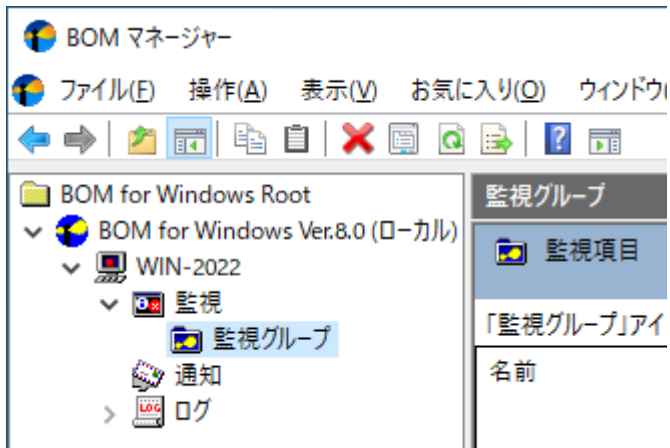 BOM マネージャー
ファイル(F) 操作(A) 表示(V) お気に入り(O) ウィンドウ(
BOM for Windows Root
BOM for Windows Ver.8.0 (ローカル)
WIN-2022
監視
監視グループ
通知
LOG ログ
監視グループ
監視項目
「監視グループ」アイ
名前